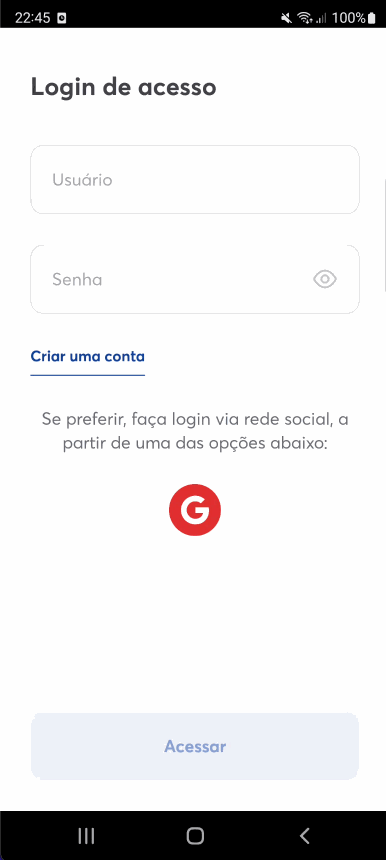 22:45 100%
Login de acesso
Usuário
Senha
Criar uma conta
Se preferir, faça login via rede social, a
partir de uma das opções abaixo:
G
Acessar